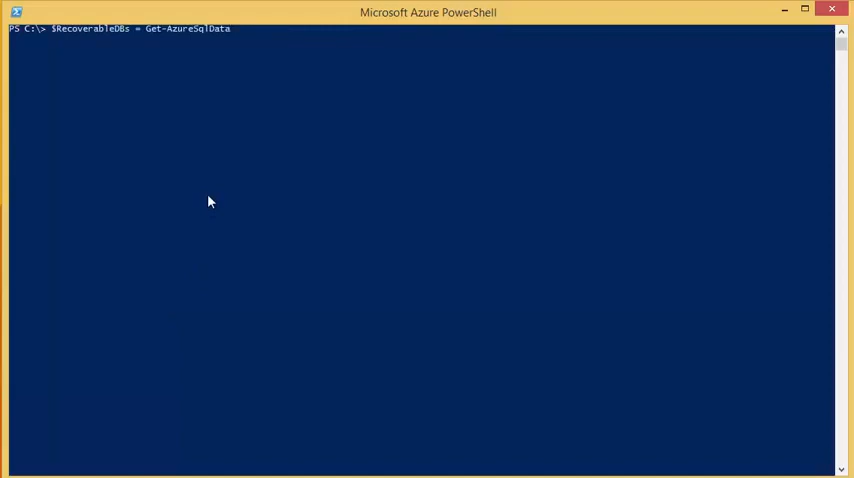 Microsoft Azure PowerShell
PS C:\> $RecoverableDBs = Get-AzureSqlData